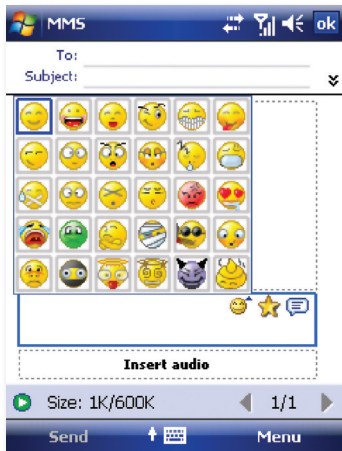 MMS ok
To:
Subject:
Insert audio
Size: 1K/600K 1/1
Send Menu